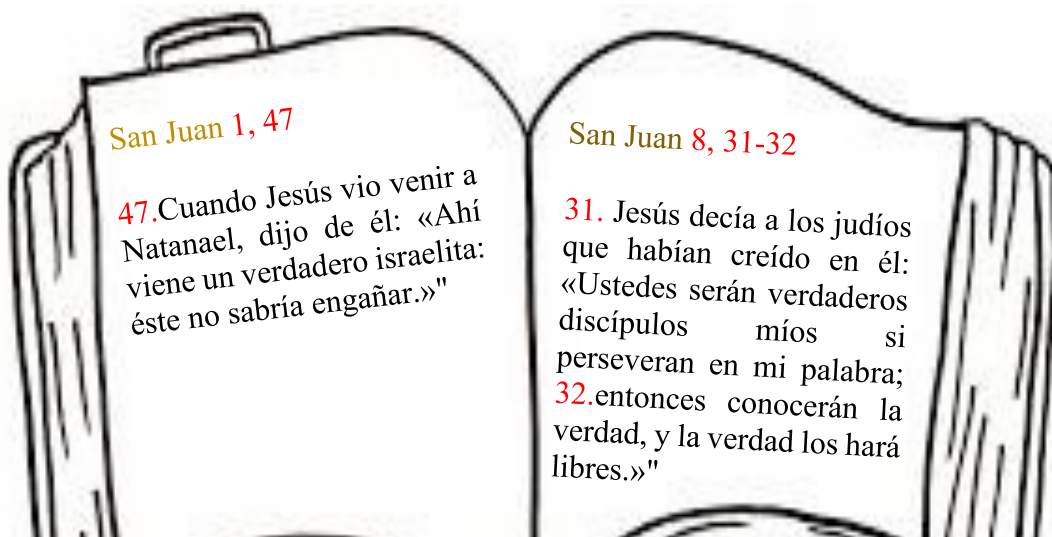 San Juan 1, 47
47.Cuando Jesús vio venir a
Natanael, dijo de él: «Ahí
viene un verdadero israelita:
éste no sabría engañar.»"
San Juan 8, 31-32
31. Jesús decía a los judíos
que habían creído en él:
«Ustedes serán verdaderos
discípulos míos si
perseveran en mi palabra;
32.entonces conocerán la
verdad, y la verdad los hará
libres.»"